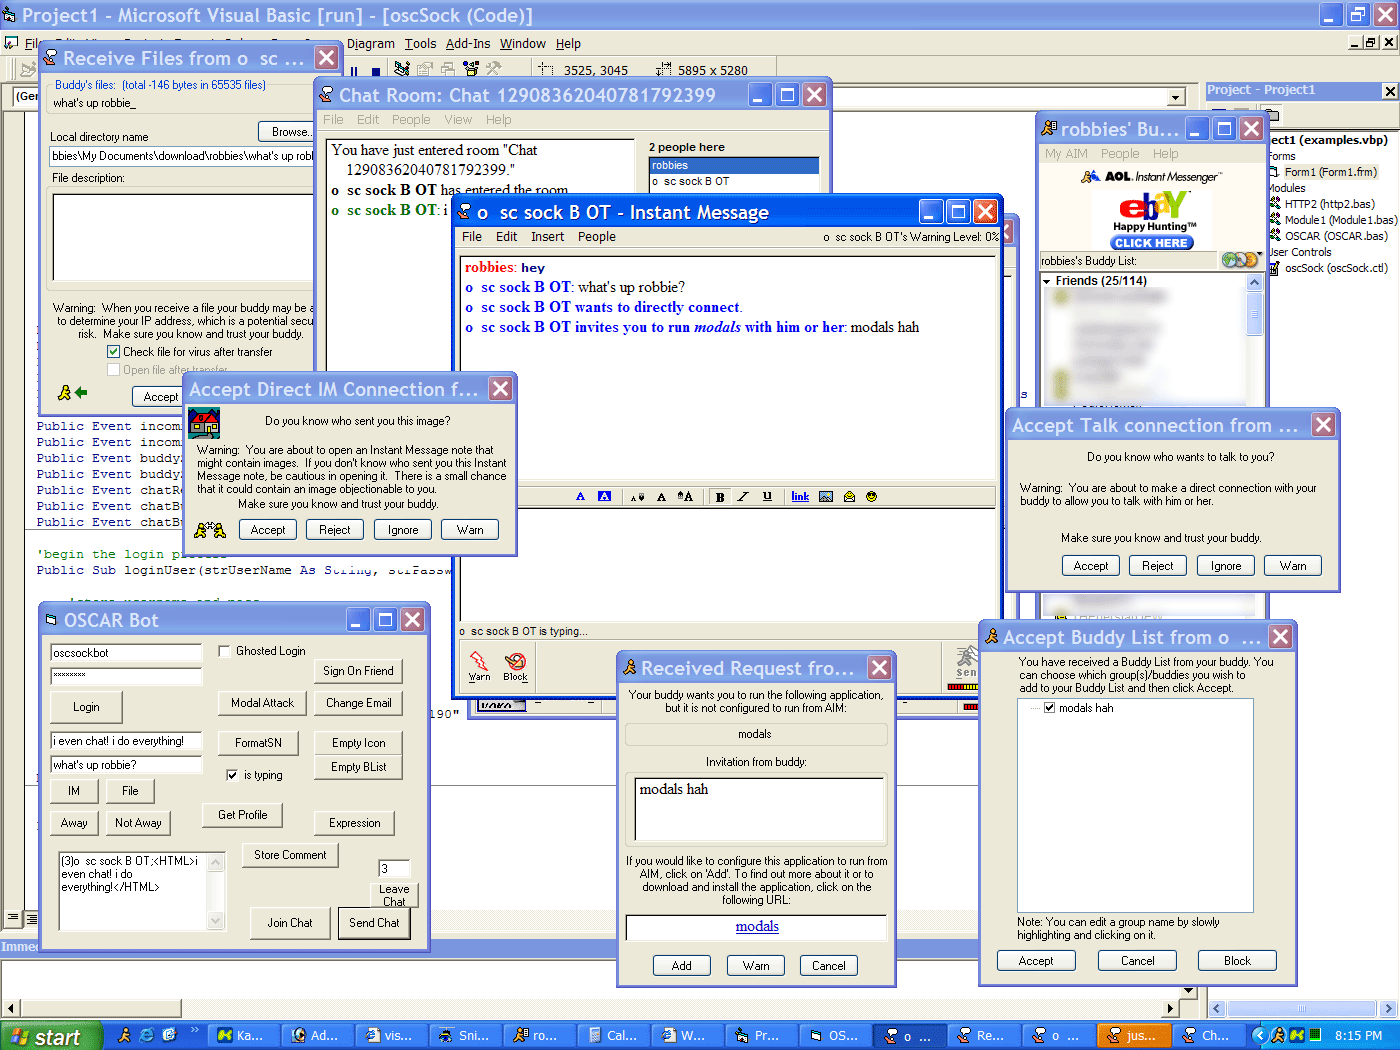 Project1 - Microsoft Visual Basic [run] - [oscSock (Code)]
Diagram Tools Add-Ins Window Help
3525, 3045 5895 x 5280
Receive Files from o sc ...
Buddy's files: (total -146 bytes in 65535 files)
what's up robbie_
Local directory name
Browse..
bbies\My Documents\download\robbies\what's up robl
File description:
Warning: When you receive a file your buddy may be a
to determine your IP address, which is a potential secu
risk. Make sure you know and trust your buddy.
Check file for virus after transfer
Open file after transfer
Accept
Chat Room: Chat 12908362040781792399
File Edit People View Help
You have just entered room "Chat
12908362040781792399."
o sc sock B OT has entered the room
o sc sock B OT: i
2 people here
robbies
o sc sock B OT
o sc sock B OT - Instant Message
File Edit Insert People
o sc sock B OT's Warning Level: 0%
robbies: hey
o sc sock B OT: what's up robbie?
o sc sock B OT wants to directly connect.
o sc sock B OT invites you to run modals with him or her: modals hah
A A A A A B I U link
o sc sock B OT is typing...
Warn Block
robbies' Bu...
My AIM People Help
AOL Instant Messenger™
ebY
Happy Hunting™
CLICK HERE
robbies's Buddy List:
Friends (25/114)
Project - Project1
ject1 (examples.vbp)
orms
Form1 (Form1.frm)
Modules
HTTP2 (http2.bas)
Module1 (Module1.bas)
OSCAR (OSCAR.bas)
User Controls
oscSock (oscSock.ctl)
Accept Direct IM Connection f...
Do you know who sent you this image?
Warning: You are about to open an Instant Message note that
might contain images. If you don't know who sent you this Instant
Message note, be cautious in opening it. There is a small chance
that it could contain an image objectionable to you.
Make sure you know and trust your buddy.
Accept Reject Ignore Warn
Accept Talk connection from ...
Do you know who wants to talk to you?
Warning: You are about to make a direct connection with your
buddy to allow you to talk with him or her.
Make sure you know and trust your buddy.
Accept Reject Ignore Warn
Public Event incom
Public Event incom
Public Event buddy
Public Event buddy
Public Event chatRe
Public Event chatBu
Public Event chatBu
'begin the login process
Public Sub loginUser(strUserName As String, strPassw
190"
OSCAR Bot
oscsockbot
xxxxxxxx
Ghosted Login
Sign On Friend
Login
Modal Attack
Change Email
i even chat! i do everything!
FormatSN
Empty Icon
what's up robbie?
is typing
Empty BList
IM File
Get Profile
Away Not Away
Expression
(3)o sc sock B OT;<HTML>i
even chat! i do
everything!</HTML>
Store Comment
3
Leave
Chat
Join Chat
Send Chat
Received Request fro...
Your buddy wants you to run the following application,
but it is not configured to run from AIM:
modals
Invitation from buddy:
modals hah
If you would like to configure this application to run from
AIM, click on 'Add'. To find out more about it or to
download and install the application, click on the
following URL:
modals
Add Warn Cancel
Accept Buddy List from o ...
You have received a Buddy List from your buddy. You
can choose which group(s)/buddies you wish to
add to your Buddy List and then click Accept.
modals hah
Note: You can edit a group name by slowly
highlighting and clicking on it.
Accept Cancel Block
Immed
start
Ka...
Ad...
vis...
Sni...
ro...
Cal...
W...
Pr...
OS...
o ...
Re...
o ...
jus...
Ch...
8:15 PM